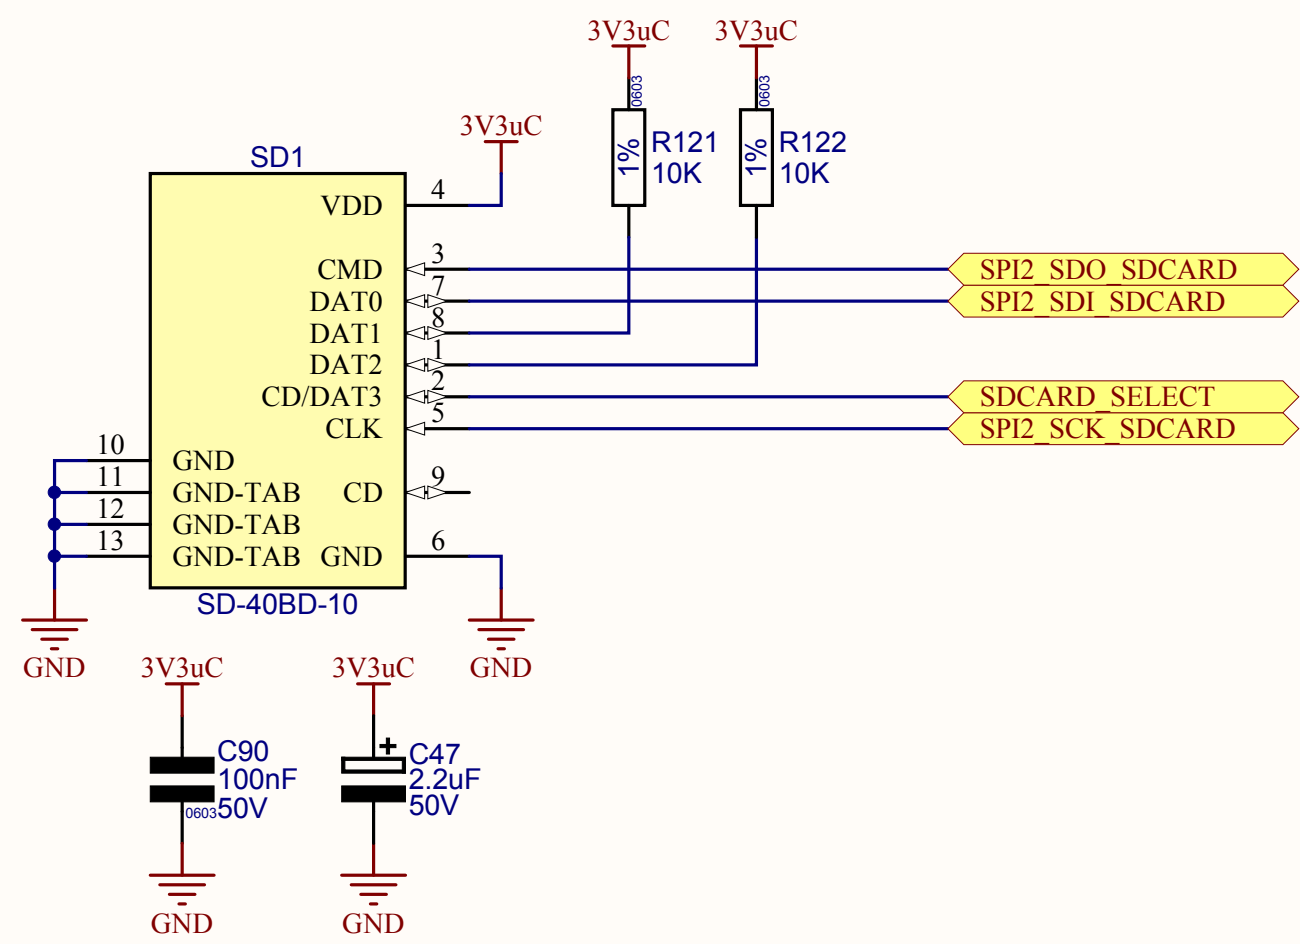 3V3uC
3V3uC
0603
0603
3V3uC
1%
R121
10K
1%
R122
10K
SD1
VDD
4
CMD
3
SPI2_SDO_SDCARD
DAT0
7
SPI2_SDI_SDCARD
DAT1
8
DAT2
1
CD/DAT3
2
SDCARD_SELECT
CLK
5
SPI2_SCK_SDCARD
10
GND
11
GND-TAB
CD
9
12
GND-TAB
13
GND-TAB
GND
6
SD-40BD-10
GND
GND
3V3uC
3V3uC
C90
100nF
50V
0603
+
C47
2.2uF
50V
GND
GND